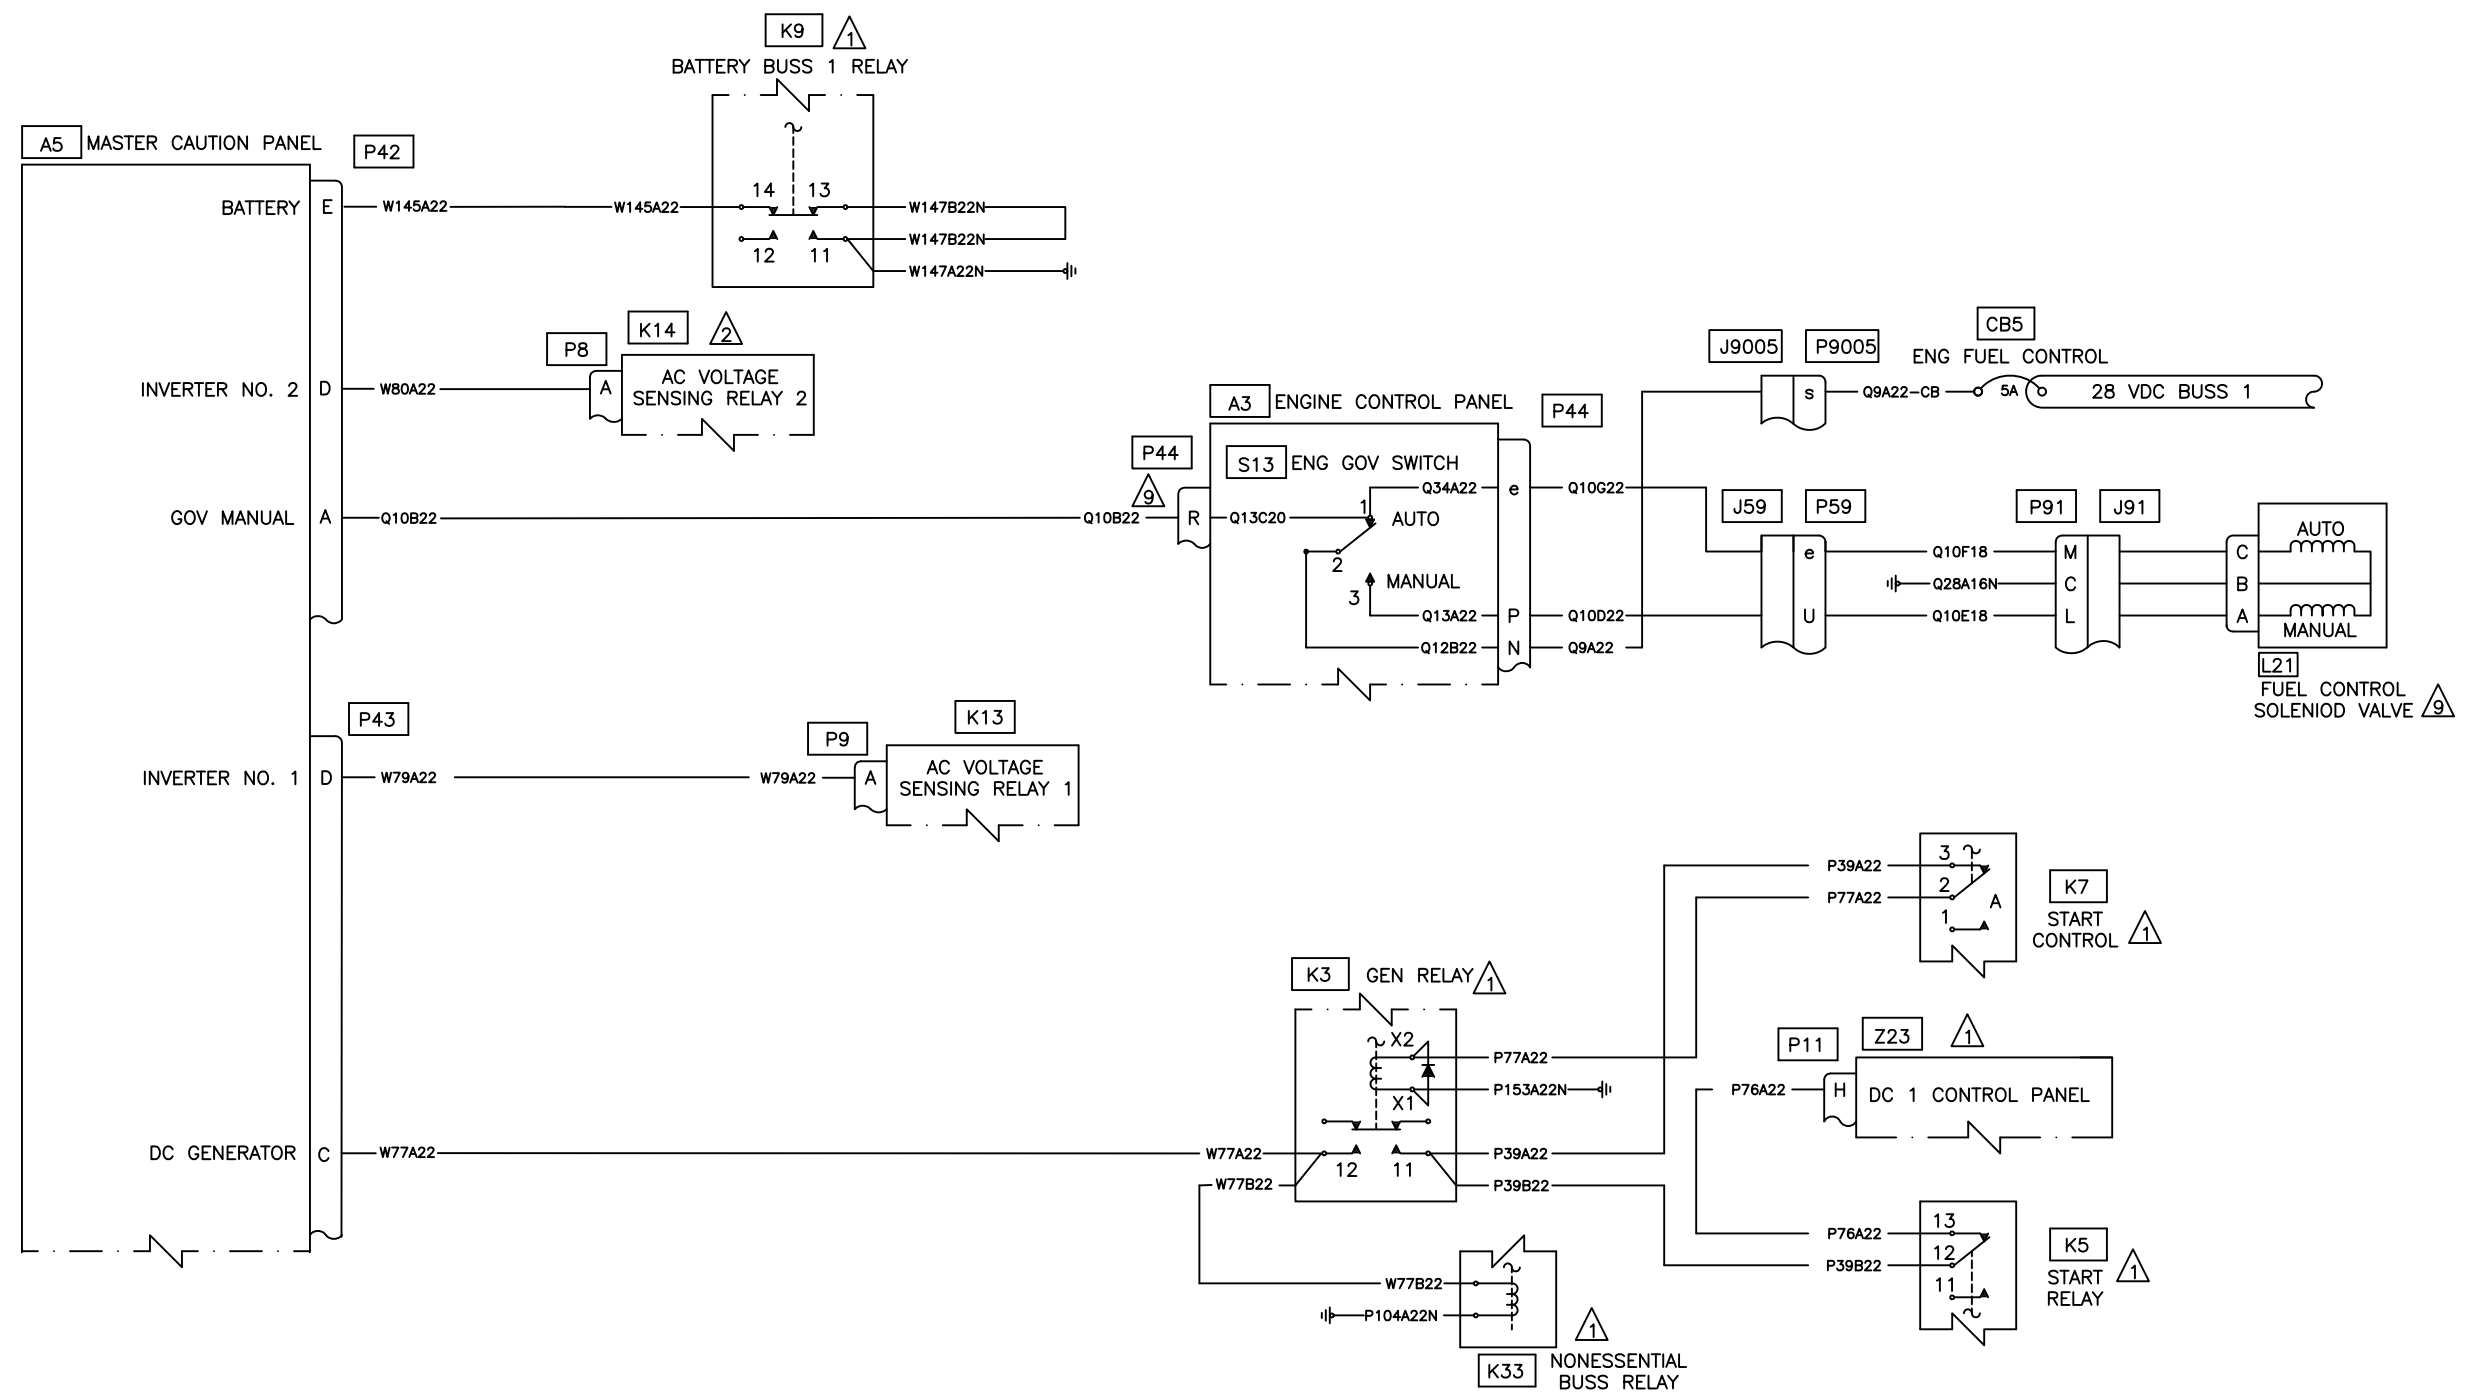 K9
1
BATTERY BUSS 1 RELAY
A5 MASTER CAUTION PANEL
P42
BATTERY E W145A22 W145A22
14 13
12 11
W147B22N
W147B22N
W147A22N
P8
K14
2
INVERTER NO. 2 D W80A22 A
AC VOLTAGE
SENSING RELAY 2
GOV MANUAL A Q10B22 Q10B22
P44
9
R
A3 ENGINE CONTROL PANEL
P44
S13 ENG GOV SWITCH
Q34A22 e Q10G22
Q13C20
1
AUTO
2
MANUAL
3
Q13A22 P Q10D22
Q12B22 N Q9A22
J9005
P9005
CB5
ENG FUEL CONTROL
s Q9A22-CB 5A 28 VDC BUSS 1
J59
P59
P91
J91
e Q10F18 M C
Q28A16N C B
U Q10E18 L A
AUTO
MANUAL
L21
FUEL CONTROL
SOLENIOD VALVE
9
P43
INVERTER NO. 1 D W79A22 W79A22
P9
K13
A
AC VOLTAGE
SENSING RELAY 1
DC GENERATOR C W77A22 W77A22
W77B22
K3
GEN RELAY
1
X2
X1
12 11
P77A22
P153A22N
P39A22
P39B22
P39A22
P77A22
3
2
1
A
K7
START
CONTROL
1
P11
Z23
1
P76A22 H DC 1 CONTROL PANEL
P76A22
P39B22
13
12
11
K5
START
RELAY
1
W77B22
P104A22N
1
K33
NONESSENTIAL
BUSS RELAY